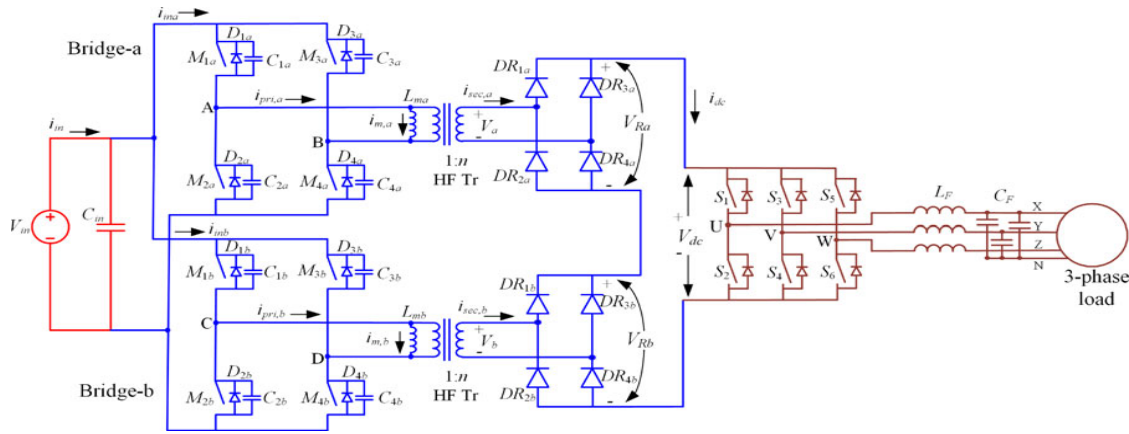 i_ina
D_1a
D_3a
Bridge-a
M_1a
C_1a
M_3a
C_3a
DR_1a
+
DR_3a
i_in
A
i_pri,a
L_ma
i_sec,a
i_dc
i_m,a
+
V_a
-
V_Ra
B
D_2a
D_4a
1:n
HF Tr
DR_2a
DR_4a
-
M_2a
C_2a
M_4a
C_4a
V_in
+
-
C_in
i_inb
D_1b
D_3b
M_1b
C_1b
M_3b
C_3b
S_1
S_3
S_5
L_F
C_F
X
+
V_dc
-
U
V
W
Y
Z
N
S_2
S_4
S_6
3-phase
load
DR_1b
+
DR_3b
C
i_pri,b
L_mb
i_sec,b
i_m,b
+
V_b
-
V_Rb
D
D_2b
D_4b
1:n
HF Tr
DR_2b
DR_4b
-
Bridge-b
M_2b
C_2b
M_4b
C_4b